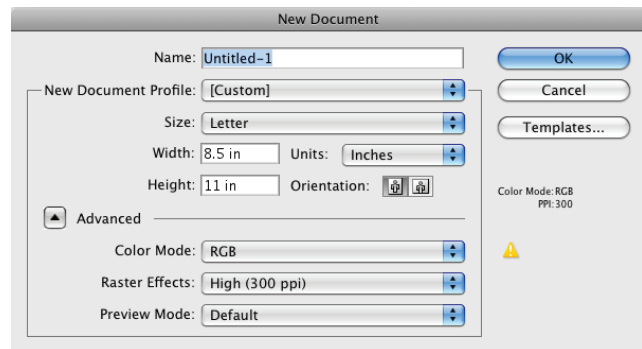 New Document
Name: Untitled-1
OK
New Document Profile: [Custom]
Cancel
Size: Letter
Templates...
Width: 8.5 in Units: Inches
Height: 11 in Orientation:
Color Mode:RGB
PPI:300
Advanced
Color Mode: RGB
Raster Effects: High (300 ppi)
Preview Mode: Default